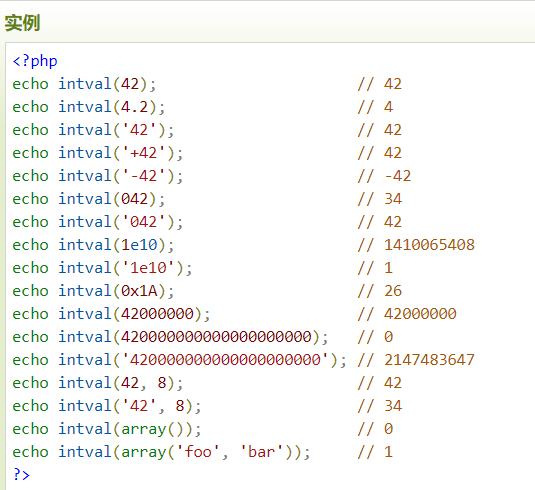 实例
<?php
echo intval(42);                      // 42
echo intval(4.2);                     // 4
echo intval('42');                    // 42
echo intval('+42');                   // 42
echo intval('-42');                   // -42
echo intval(042);                     // 34
echo intval('042');                   // 42
echo intval(1e10);                    // 1410065408
echo intval('1e10');                  // 1
echo intval(0x1A);                    // 26
echo intval(42000000);                // 42000000
echo intval(420000000000000000000);   // 0
echo intval('420000000000000000000'); // 2147483647
echo intval(42, 8);                   // 42
echo intval('42', 8);                 // 34
echo intval(array());                 // 0
echo intval(array('foo', 'bar'));     // 1
?>